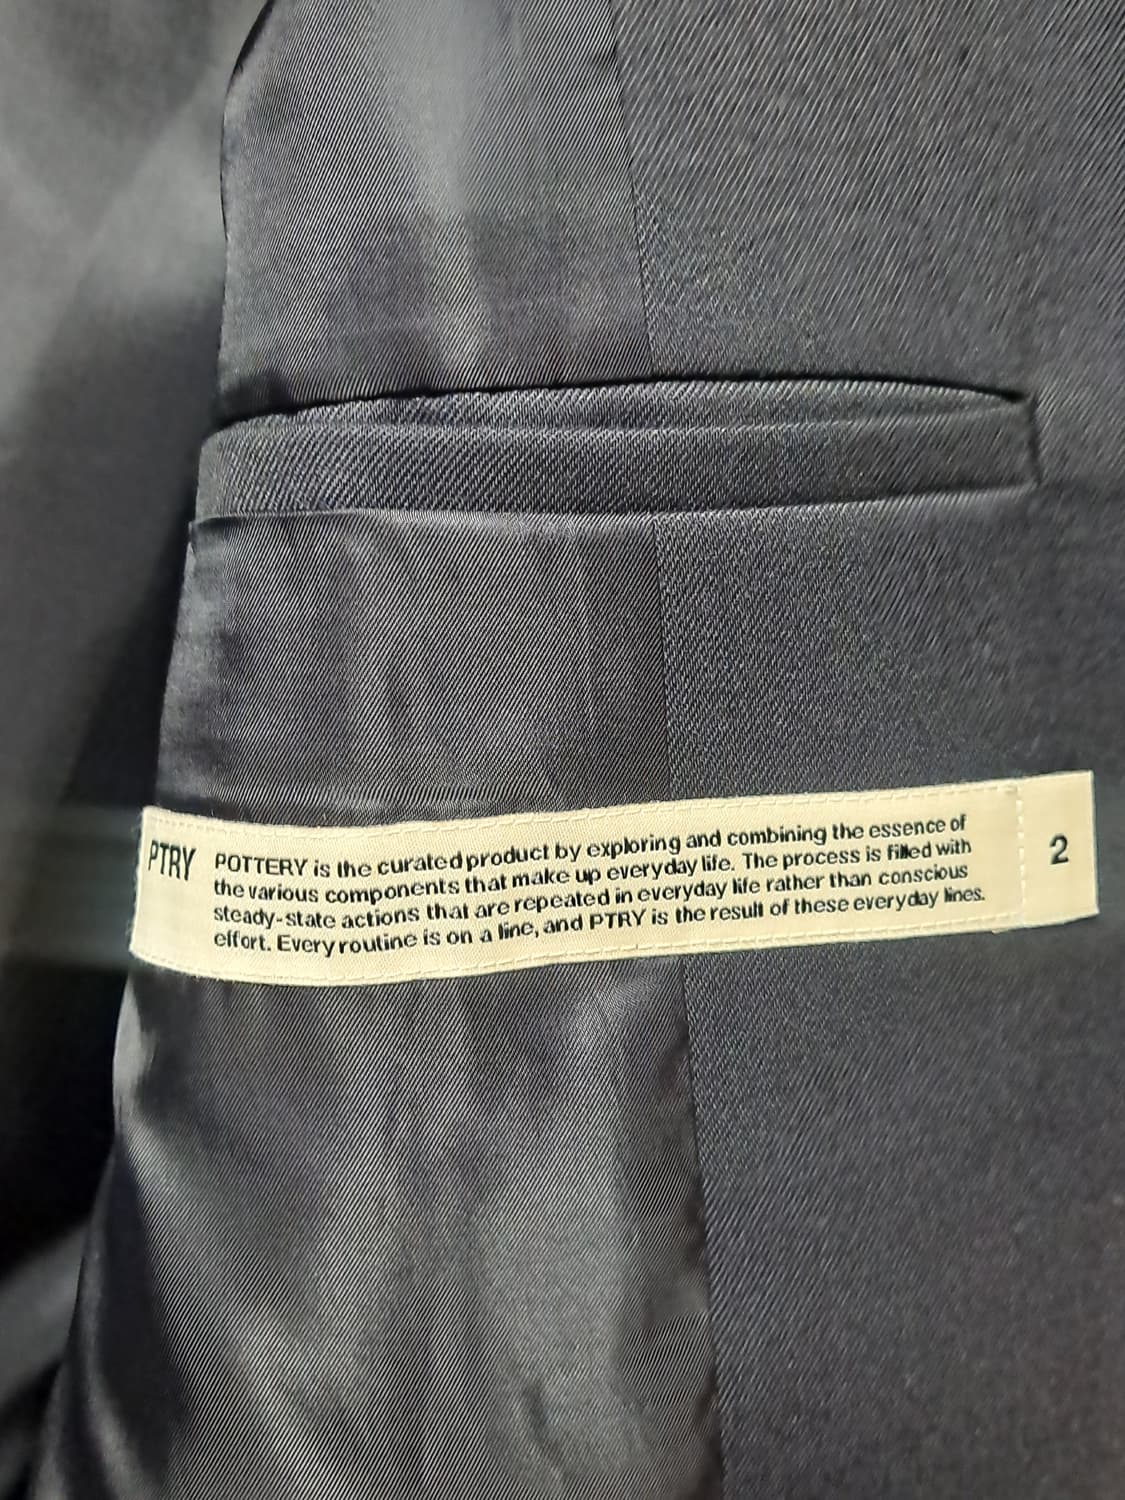 PTRY
POTTERY is the curated product by exploring and combining the essence of
the various components that make up everyday life. The process is filled with
steady-state actions that are repeated in everyday life rather than conscious
effort. Every routine is on a line, and PTRY is the result of these everyday lines.
2